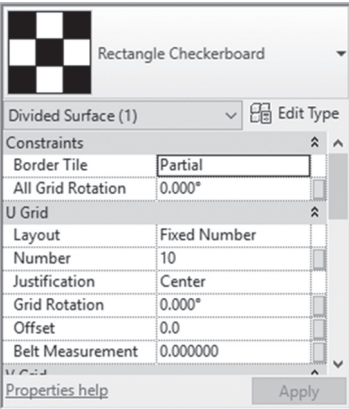 Rectangle Checkerboard
Divided Surface (1) Edit Type
Constraints
Border Tile Partial
All Grid Rotation 0.000°
U Grid
Layout Fixed Number
Number 10
Justification Center
Grid Rotation 0.000°
Offset 0.0
Belt Measurement 0.000000
V Grid
Properties help Apply